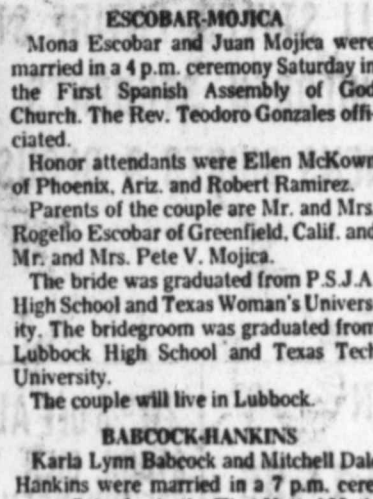 ESCOBAR-MOJICA
Mona Escobar and Juan Mojica were
married in a 4 p.m. ceremony Saturday in
the First Spanish Assembly of God
Church. The Rev. Teodoro Gonzales offi-
ciated.
Honor attendants were Ellen McKown
of Phoenix, Ariz. and Robert Ramirez.
Parents of the couple are Mr. and Mrs
Rogelio Escobar of Greenfield, Calif. and
Mr. and Mrs. Pete V. Mojica.
The bride was graduated from P.S.J.A.
High School and Texas Woman's Univers
ity. The bridegroom was graduated from
Lubbock High School and Texas Tech
University.
The couple will live in Lubbock.
BABCOCK-HANKINS
Karla Lynn Babcock and Mitchell Dale
Hankins were married in a 7 p.m. cere